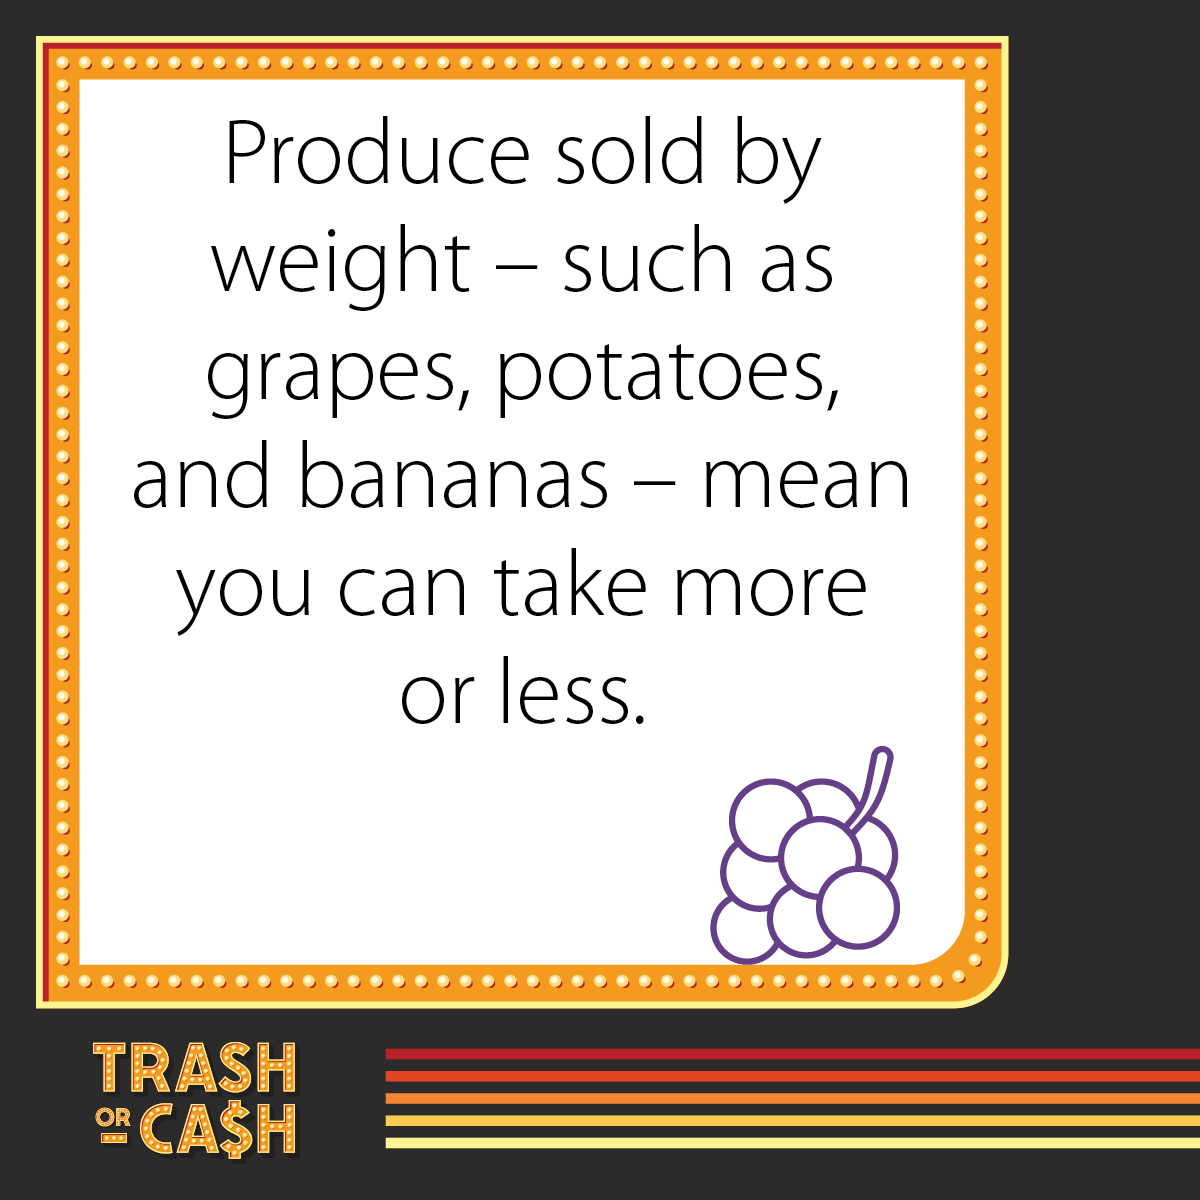 Produce sold by
weight – such as
grapes, potatoes,
and bananas – mean
you can take more
or less.
TRASH
OR CA$H